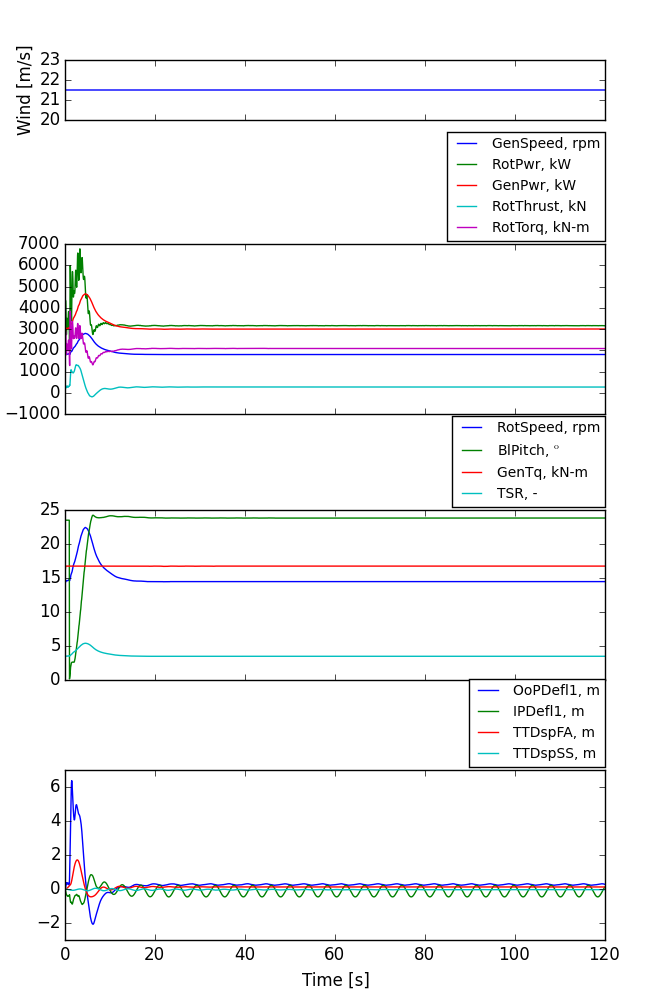 Wind [m/s]
23
22
21
20
GenSpeed, rpm
RotPwr, kW
GenPwr, kW
RotThrust, kN
RotTorq, kN-m
7000
6000
5000
4000
3000
2000
1000
0
−1000
RotSpeed, rpm
BlPitch, °
GenTq, kN-m
TSR, -
25
20
15
10
5
0
OoPDefl1, m
IPDefl1, m
TTDspFA, m
TTDspSS, m
6
4
2
0
−2
0 20 40 60 80 100 120
Time [s]